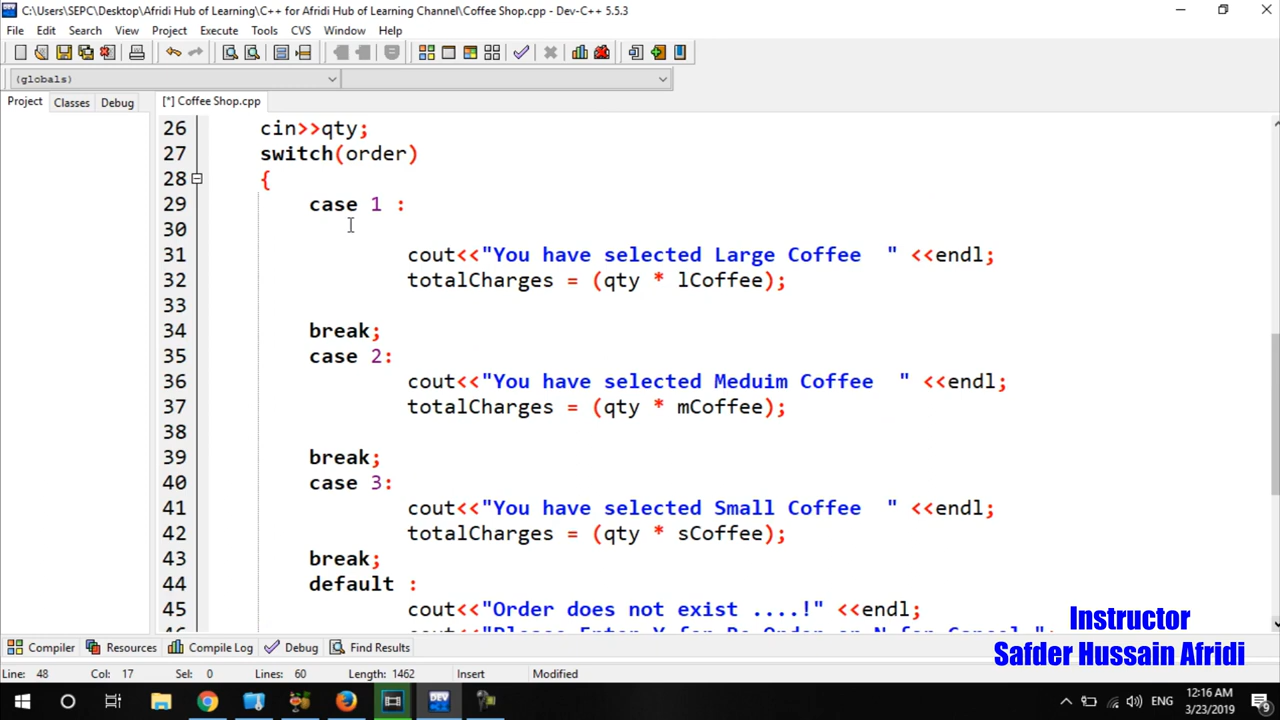 C:\Users\SEPC\Desktop\Afridi Hub of Learning\C++ for Afridi Hub of Learning Channel\Coffee Shop.cpp - Dev-C++ 5.5.3
File Edit Search View Project Execute Tools CVS Window Help
(globals)
Project Classes Debug [*] Coffee Shop.cpp
26 cin>>qty;
27 switch(order)
28 {
29 case 1 :
30
31 cout<<"You have selected Large Coffee  " <<endl;
32 totalCharges = (qty * lCoffee);
33
34 break;
35 case 2:
36 cout<<"You have selected Meduim Coffee  " <<endl;
37 totalCharges = (qty * mCoffee);
38
39 break;
40 case 3:
41 cout<<"You have selected Small Coffee  " <<endl;
42 totalCharges = (qty * sCoffee);
43 break;
44 default :
45 cout<<"Order does not exist ....!" <<endl;
Instructor
Safder Hussain Afridi
Compiler Resources Compile Log Debug Find Results
Line: 48 Col: 17 Sel: 0 Lines: 60 Length: 1462 Insert Modified
DEV ENG 12:16 AM
3/23/2019 9